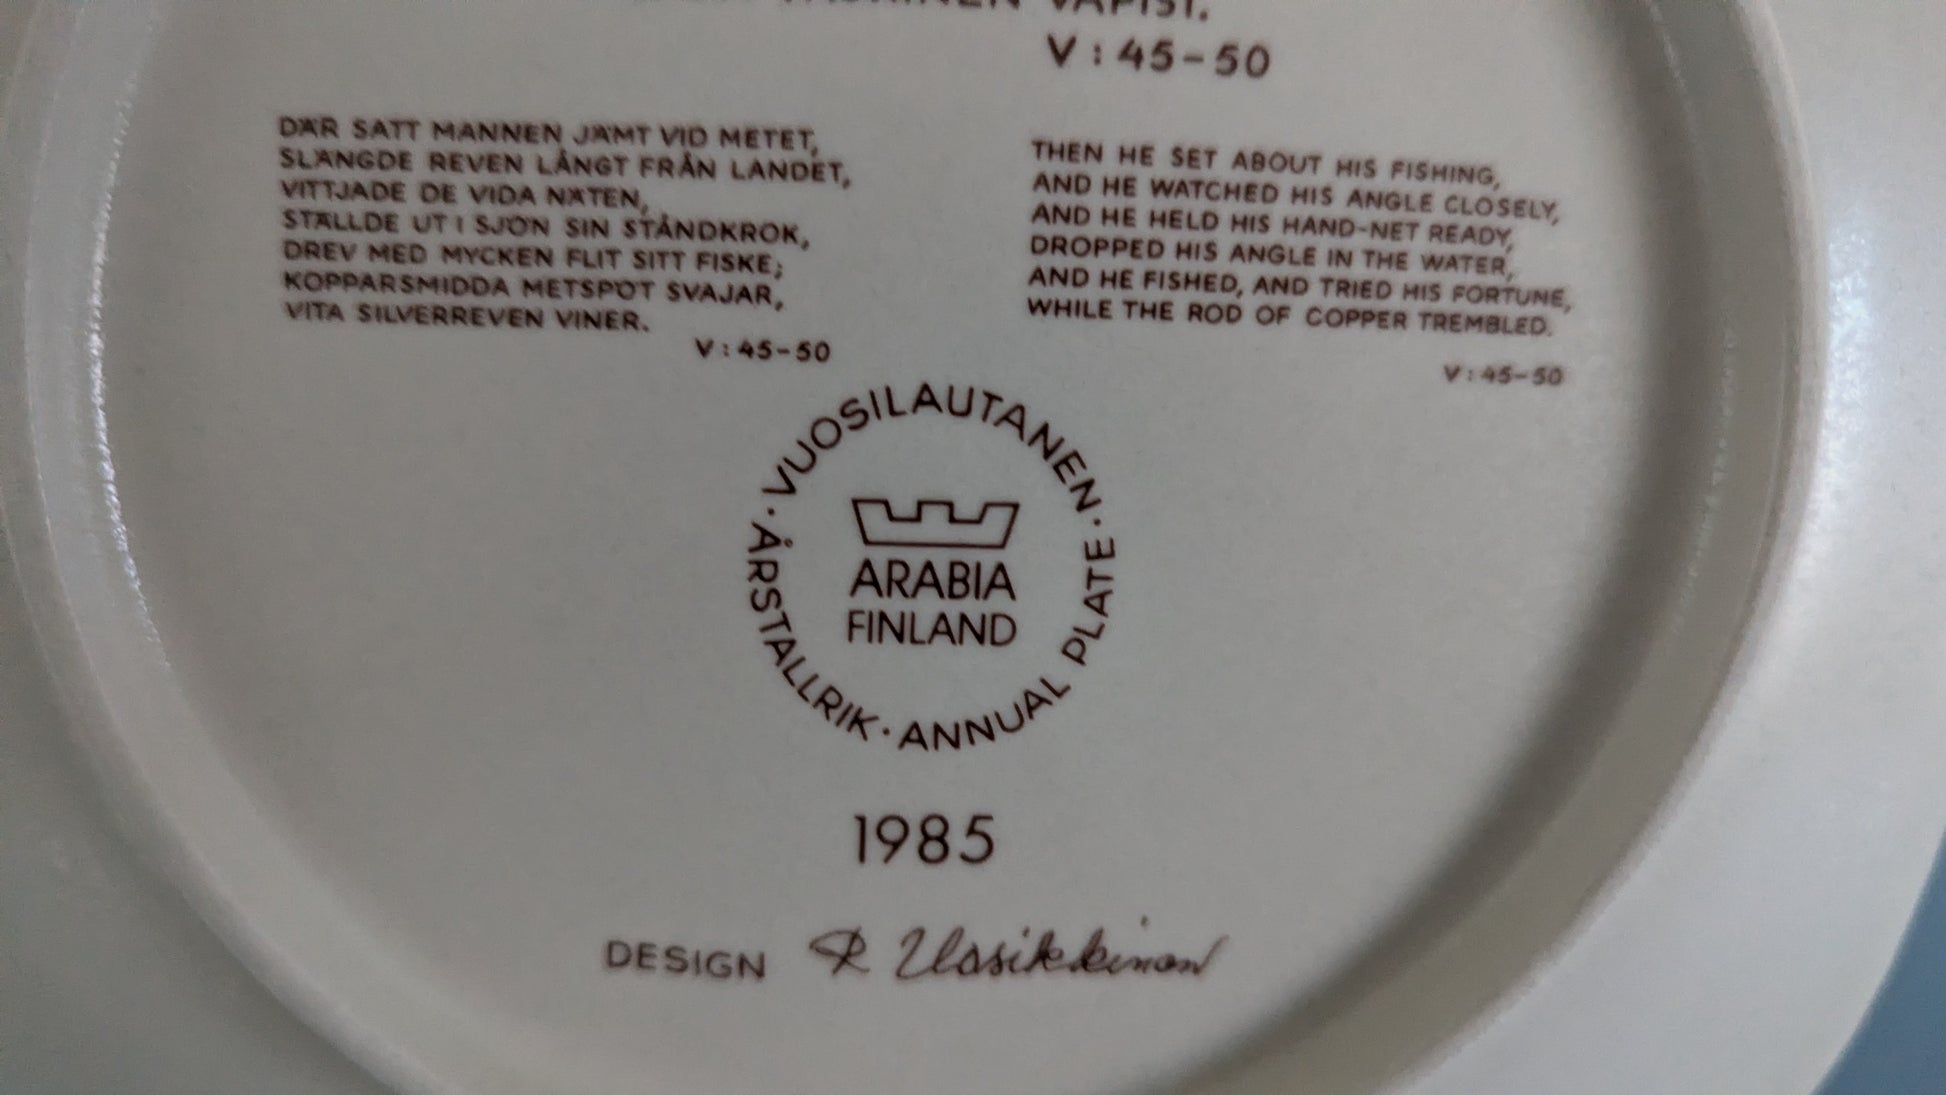 VAPIST.
V : 45-50
DÄR SATT MANNEN JÄMT VID METET,
SLÄNGDE REVEN LÅNGT FRÅN LANDET,
VITTJADE DE VIDA NÄTEN,
STÄLLDE UT I SJÖN SIN STÅNDKROK,
DREV MED MYCKEN FLIT SITT FISKE;
KOPPARSMIDDA METSPÖT SVAJAR,
VITA SILVERREVEN VINER.
V : 45-50
THEN HE SET ABOUT HIS FISHING,
AND HE WATCHED HIS ANGLE CLOSELY,
AND HE HELD HIS HAND-NET READY,
DROPPED HIS ANGLE IN THE WATER,
AND HE FISHED, AND TRIED HIS FORTUNE,
WHILE THE ROD OF COPPER TREMBLED.
V : 45-50
· VUOSILAUTANEN · ANNUAL PLATE · ÅRSTALLRIK
ARABIA
FINLAND
1985
DESIGN R Uosikkinen